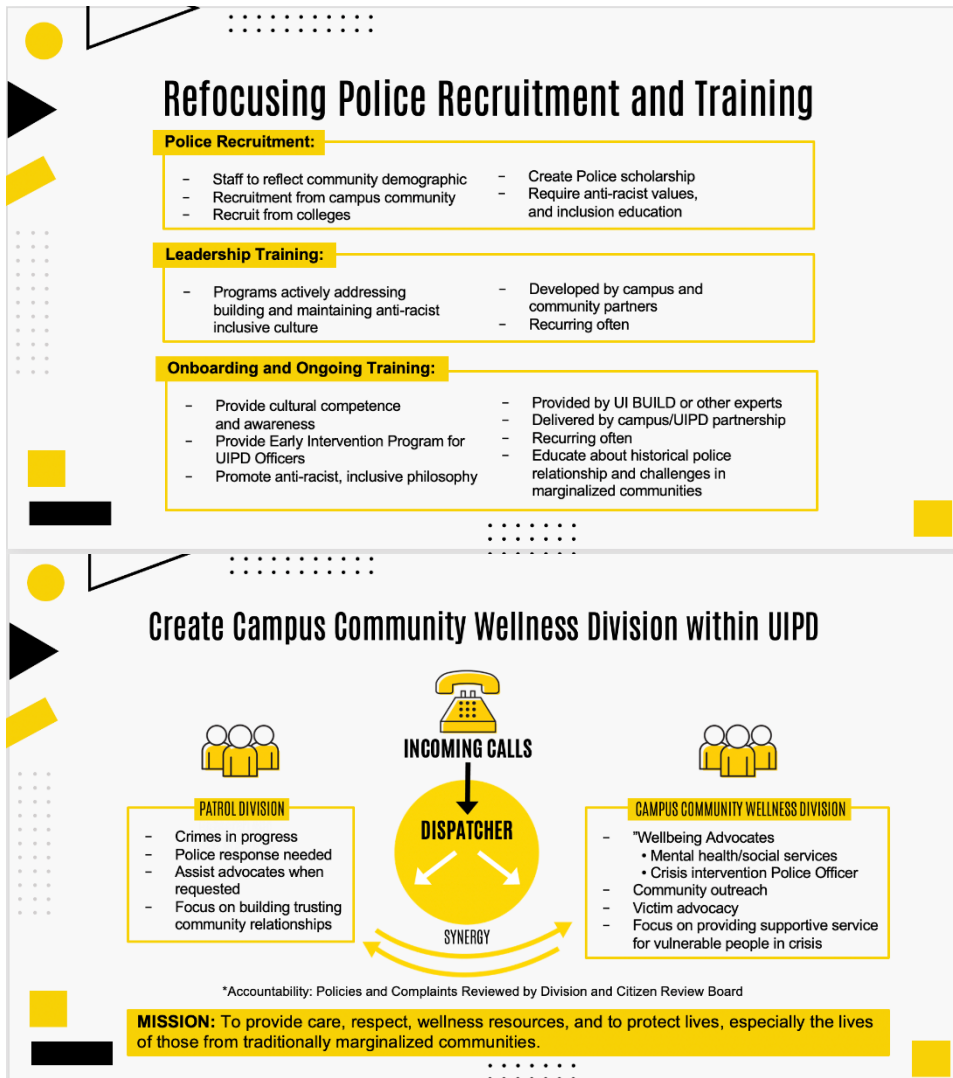 Refocusing Police Recruitment and Training
Police Recruitment:
- Staff to reflect community demographic
- Recruitment from campus community
- Recruit from colleges
- Create Police scholarship
- Require anti-racist values,
and inclusion education
Leadership Training:
- Programs actively addressing
building and maintaining anti-racist
inclusive culture
- Developed by campus and
community partners
- Recurring often
Onboarding and Ongoing Training:
- Provide cultural competence
and awareness
- Provide Early Intervention Program for
UIPD Officers
- Promote anti-racist, inclusive philosophy
- Provided by UI BUILD or other experts
- Delivered by campus/UIPD partnership
- Recurring often
- Educate about historical police
relationship and challenges in
marginalized communities
Create Campus Community Wellness Division within UIPD
INCOMING CALLS
DISPATCHER
SYNERGY
PATROL DIVISION
- Crimes in progress
- Police response needed
- Assist advocates when
requested
- Focus on building trusting
community relationships
CAMPUS COMMUNITY WELLNESS DIVISION
- "Wellbeing Advocates
• Mental health/social services
• Crisis intervention Police Officer
- Community outreach
- Victim advocacy
- Focus on providing supportive service
for vulnerable people in crisis
*Accountability: Policies and Complaints Reviewed by Division and Citizen Review Board
MISSION: To provide care, respect, wellness resources, and to protect lives, especially the lives
of those from traditionally marginalized communities.